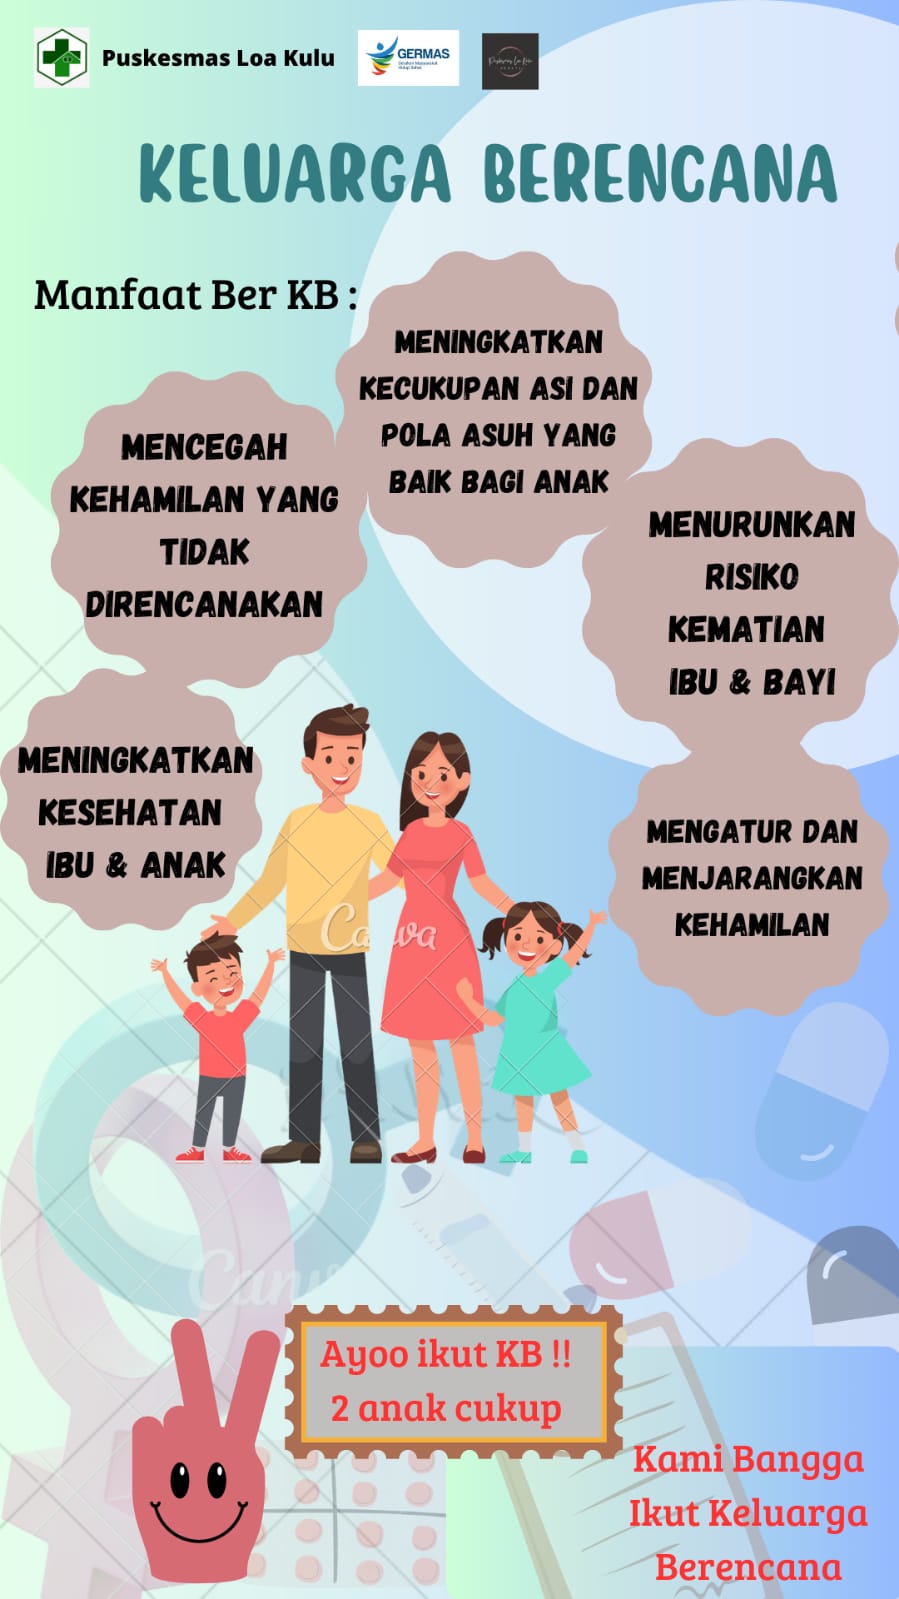 Puskesmas Loa Kulu
GERMAS
KELUARGA BERENCANA
Manfaat Ber KB :
MENINGKATKAN
KECUKUPAN ASI DAN
POLA ASUH YANG
BAIK BAGI ANAK
MENCEGAH
KEHAMILAN YANG
TIDAK
DIRENCANAKAN
MENURUNKAN
RISIKO
KEMATIAN
IBU & BAYI
MENINGKATKAN
KESEHATAN
IBU & ANAK
MENGATUR DAN
MENJARANGKAN
KEHAMILAN
Canva
Canva
Ayoo ikut KB !!
2 anak cukup
Kami Bangga
Ikut Keluarga
Berencana